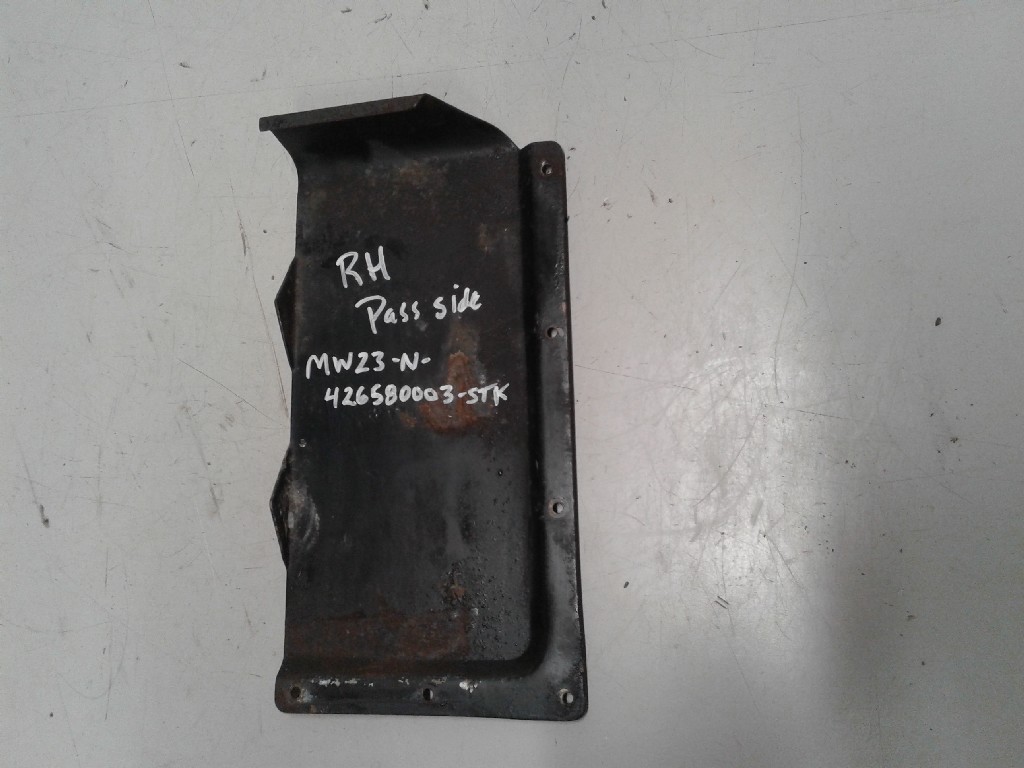 RH
Pass side
MW23-N-
426580003-STK